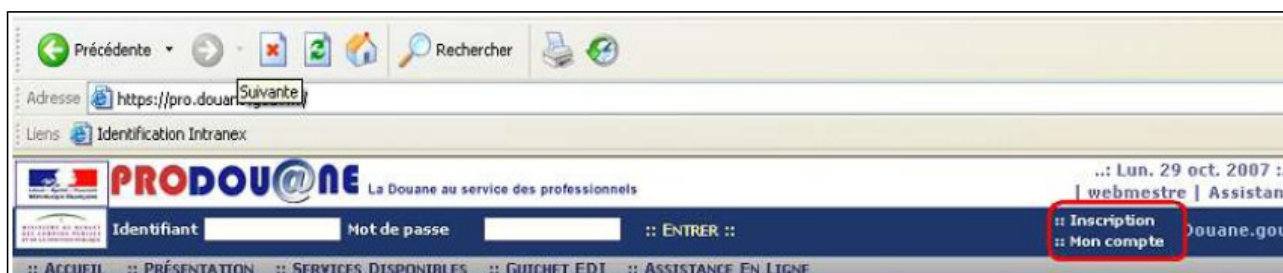 Précédente Rechercher
Suivante
Adresse https://pro.douan
Liens Identification Intranex
PRODOU@NE La Douane au service des professionnels
..: Lun. 29 oct. 2007 :
| webmestre | Assistan
Identifiant Mot de passe :: ENTRER ::
:: Inscription
:: Mon compte
Douane.gou
:: ACCUEIL :: PRÉSENTATION :: SERVICES DISPONIBLES :: GUICHET EDI :: ASSISTANCE EN LIGNE